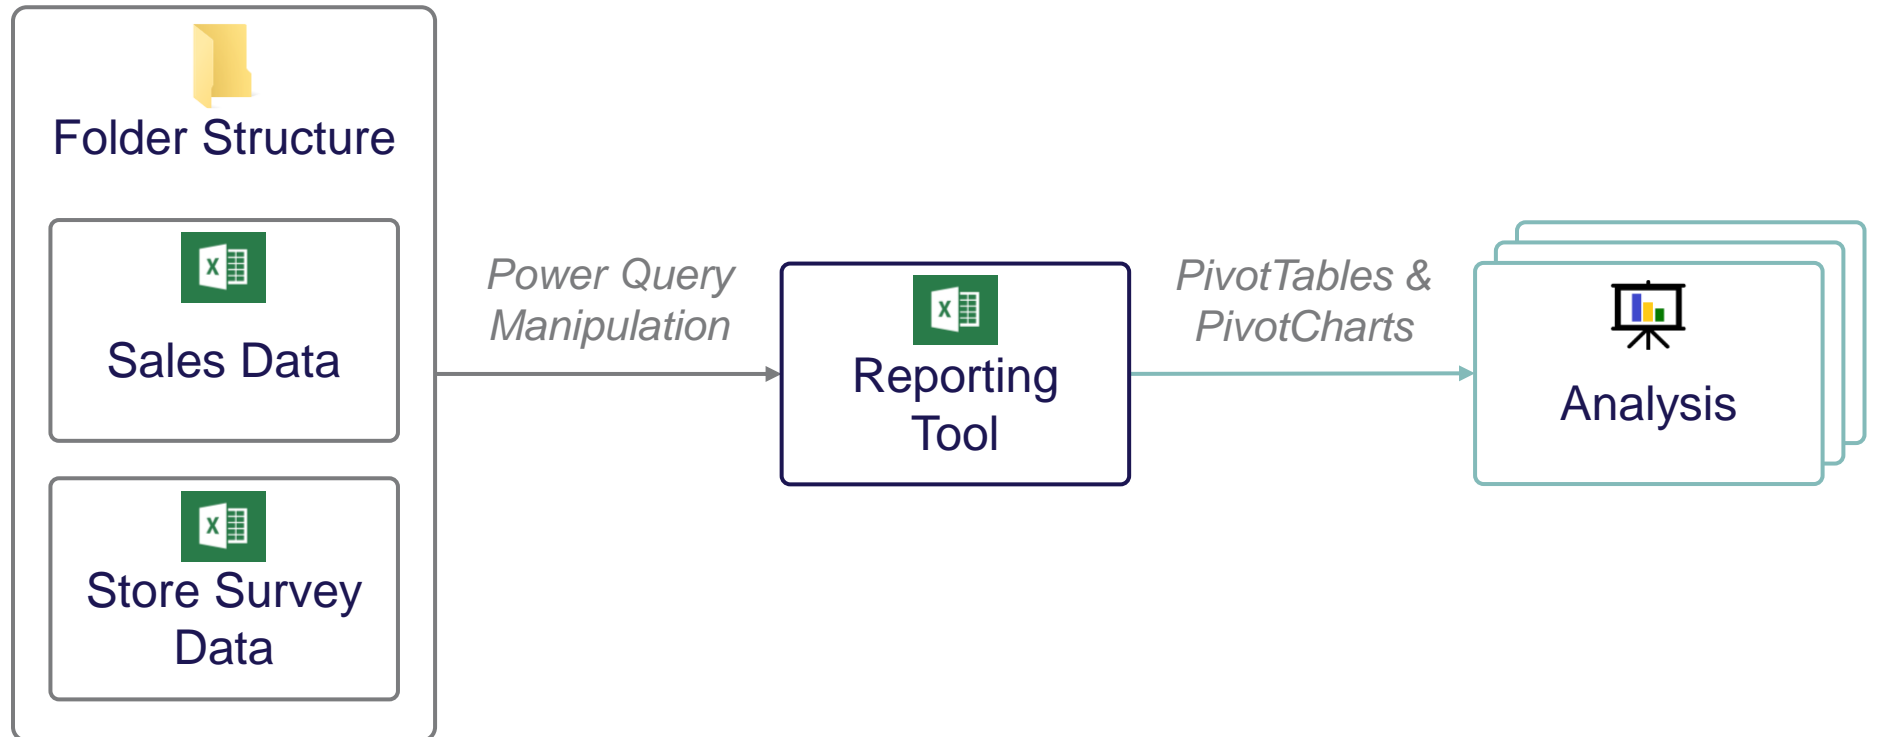 Folder Structure
X
Sales Data
X
Store Survey
Data
Power Query
Manipulation
X
Reporting
Tool
PivotTables &
PivotCharts
Analysis